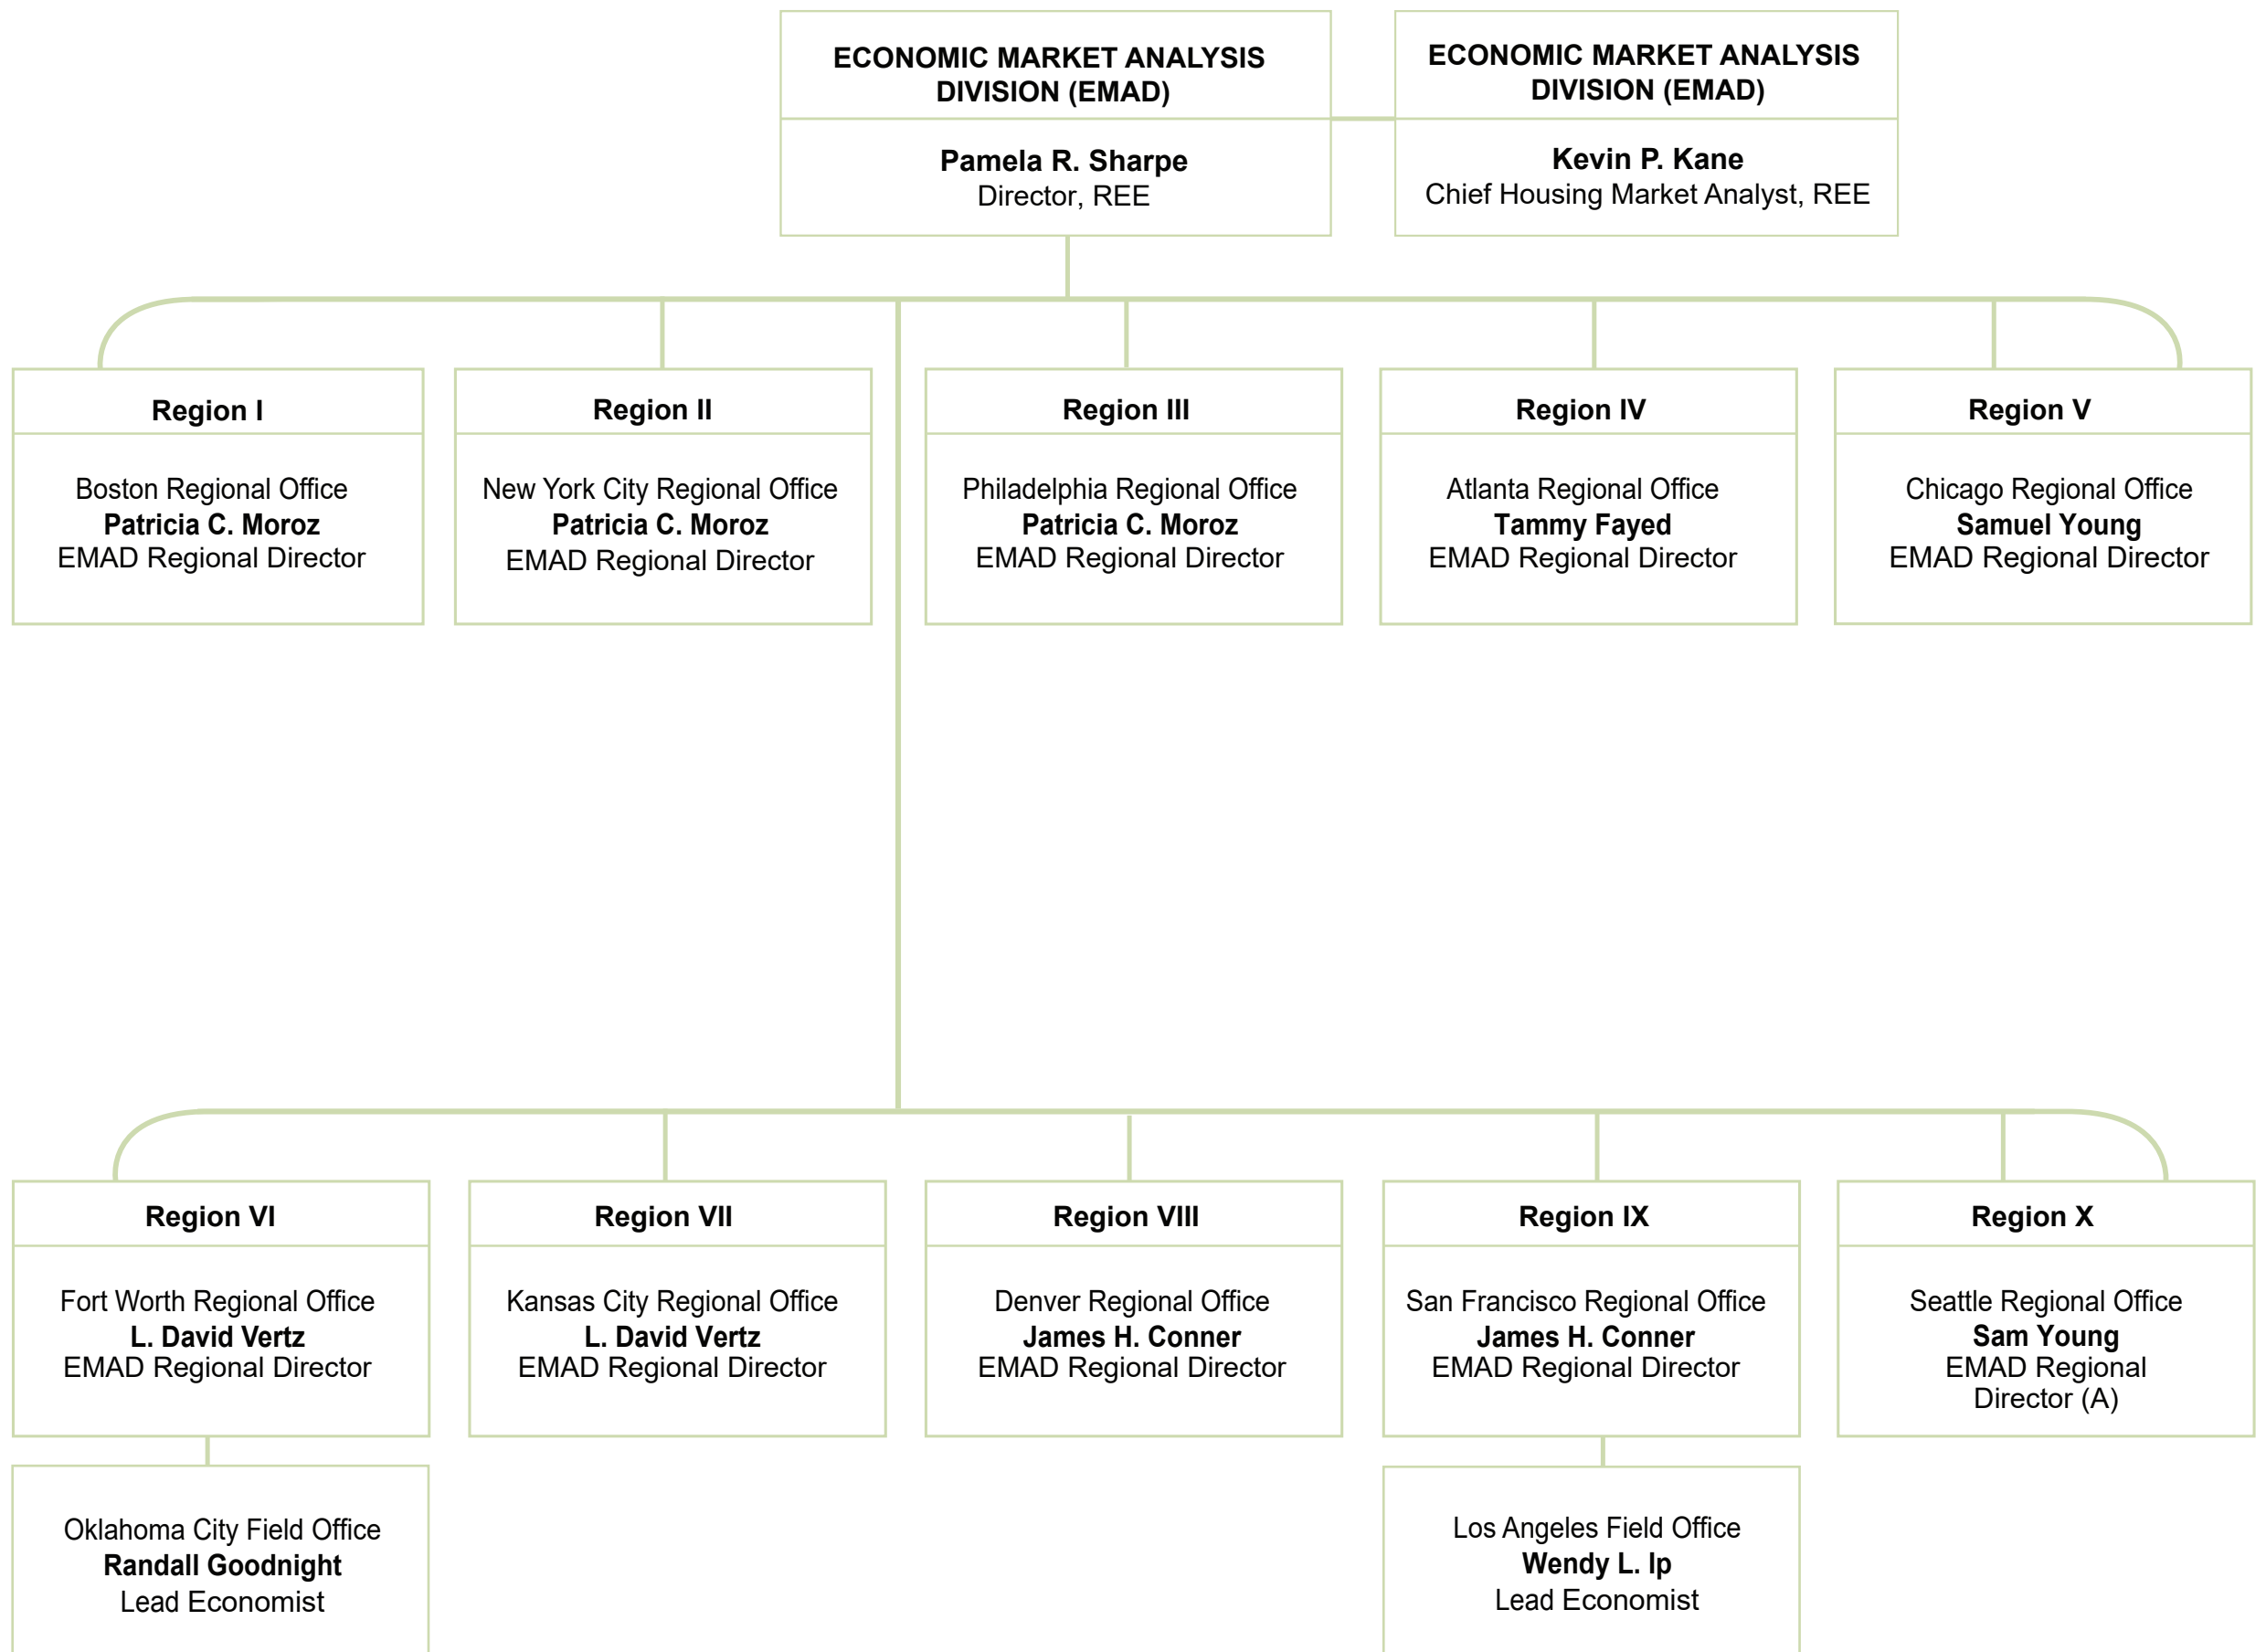 ECONOMIC MARKET ANALYSIS
DIVISION (EMAD)
Pamela R. Sharpe
Director, REE
ECONOMIC MARKET ANALYSIS
DIVISION (EMAD)
Kevin P. Kane
Chief Housing Market Analyst, REE
Region I
Boston Regional Office
Patricia C. Moroz
EMAD Regional Director
Region II
New York City Regional Office
Patricia C. Moroz
EMAD Regional Director
Region III
Philadelphia Regional Office
Patricia C. Moroz
EMAD Regional Director
Region IV
Atlanta Regional Office
Tammy Fayed
EMAD Regional Director
Region V
Chicago Regional Office
Samuel Young
EMAD Regional Director
Region VI
Fort Worth Regional Office
L. David Vertz
EMAD Regional Director
Region VII
Kansas City Regional Office
L. David Vertz
EMAD Regional Director
Region VIII
Denver Regional Office
James H. Conner
EMAD Regional Director
Region IX
San Francisco Regional Office
James H. Conner
EMAD Regional Director
Region X
Seattle Regional Office
Sam Young
EMAD Regional
Director (A)
Oklahoma City Field Office
Randall Goodnight
Lead Economist
Los Angeles Field Office
Wendy L. Ip
Lead Economist